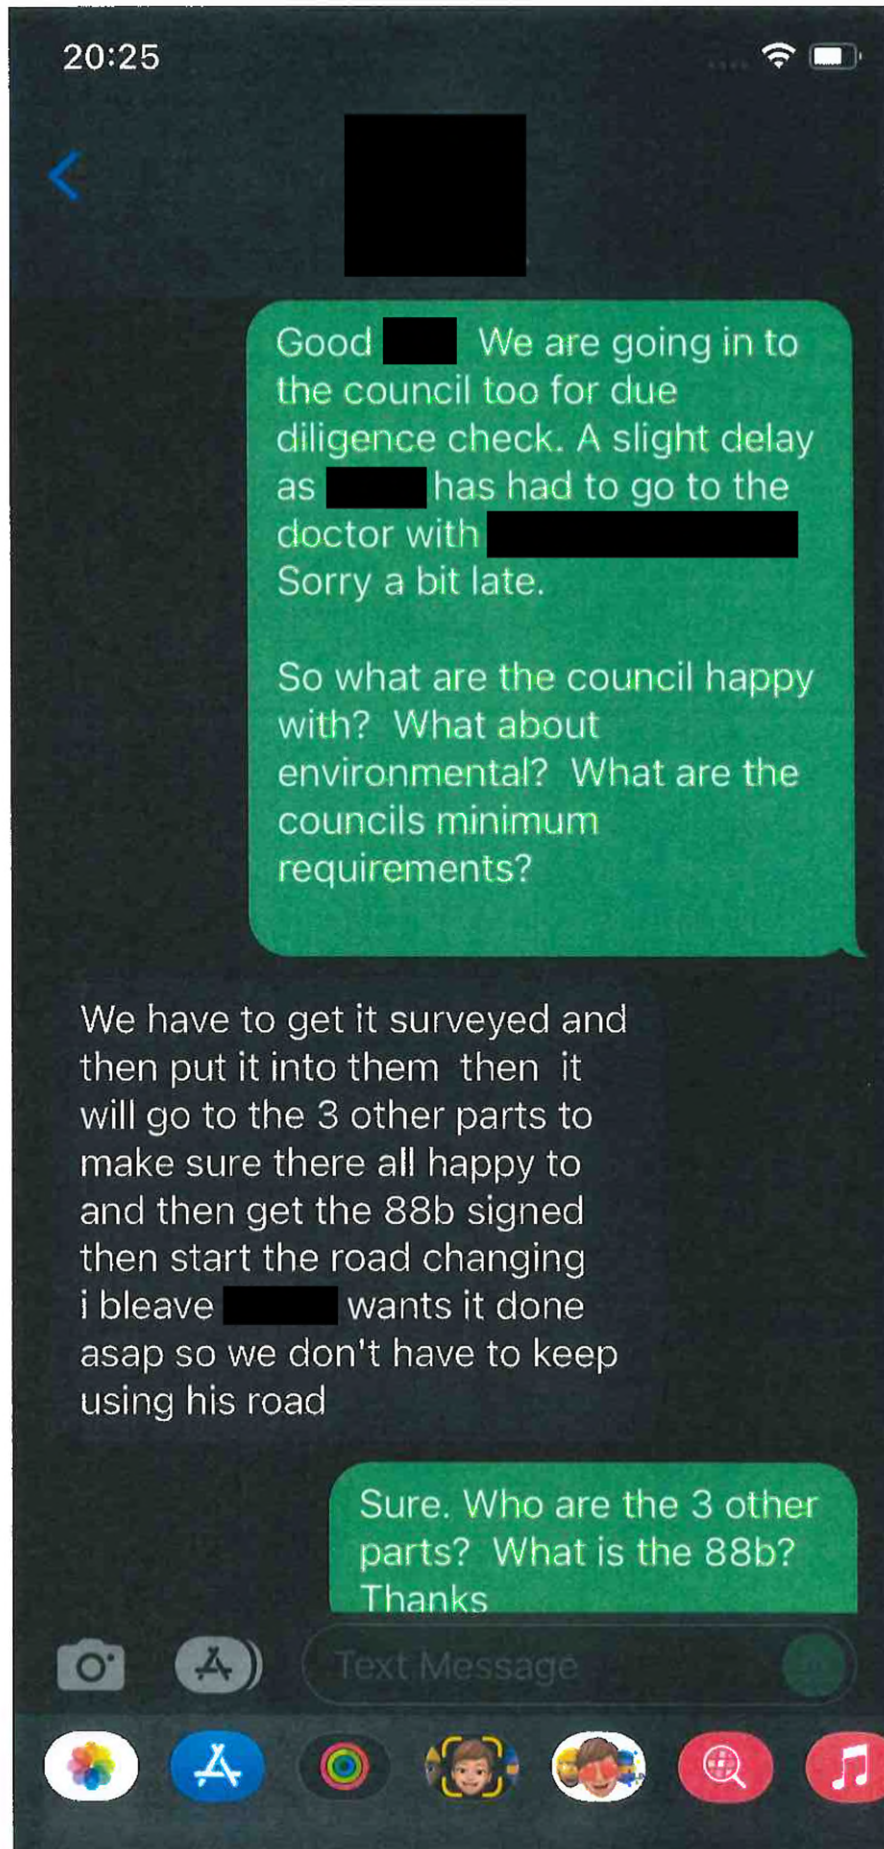 20:25
Good We are going in to
the council too for due
diligence check. A slight delay
as has had to go to the
doctor with
Sorry a bit late.
So what are the council happy
with? What about
environmental? What are the
councils minimum
requirements?
We have to get it surveyed and
then put it into them then it
will go to the 3 other parts to
make sure there all happy to
and then get the 88b signed
then start the road changing
i bleave wants it done
asap so we don't have to keep
using his road
Sure. Who are the 3 other
parts? What is the 88b?
Thanks
Text Message